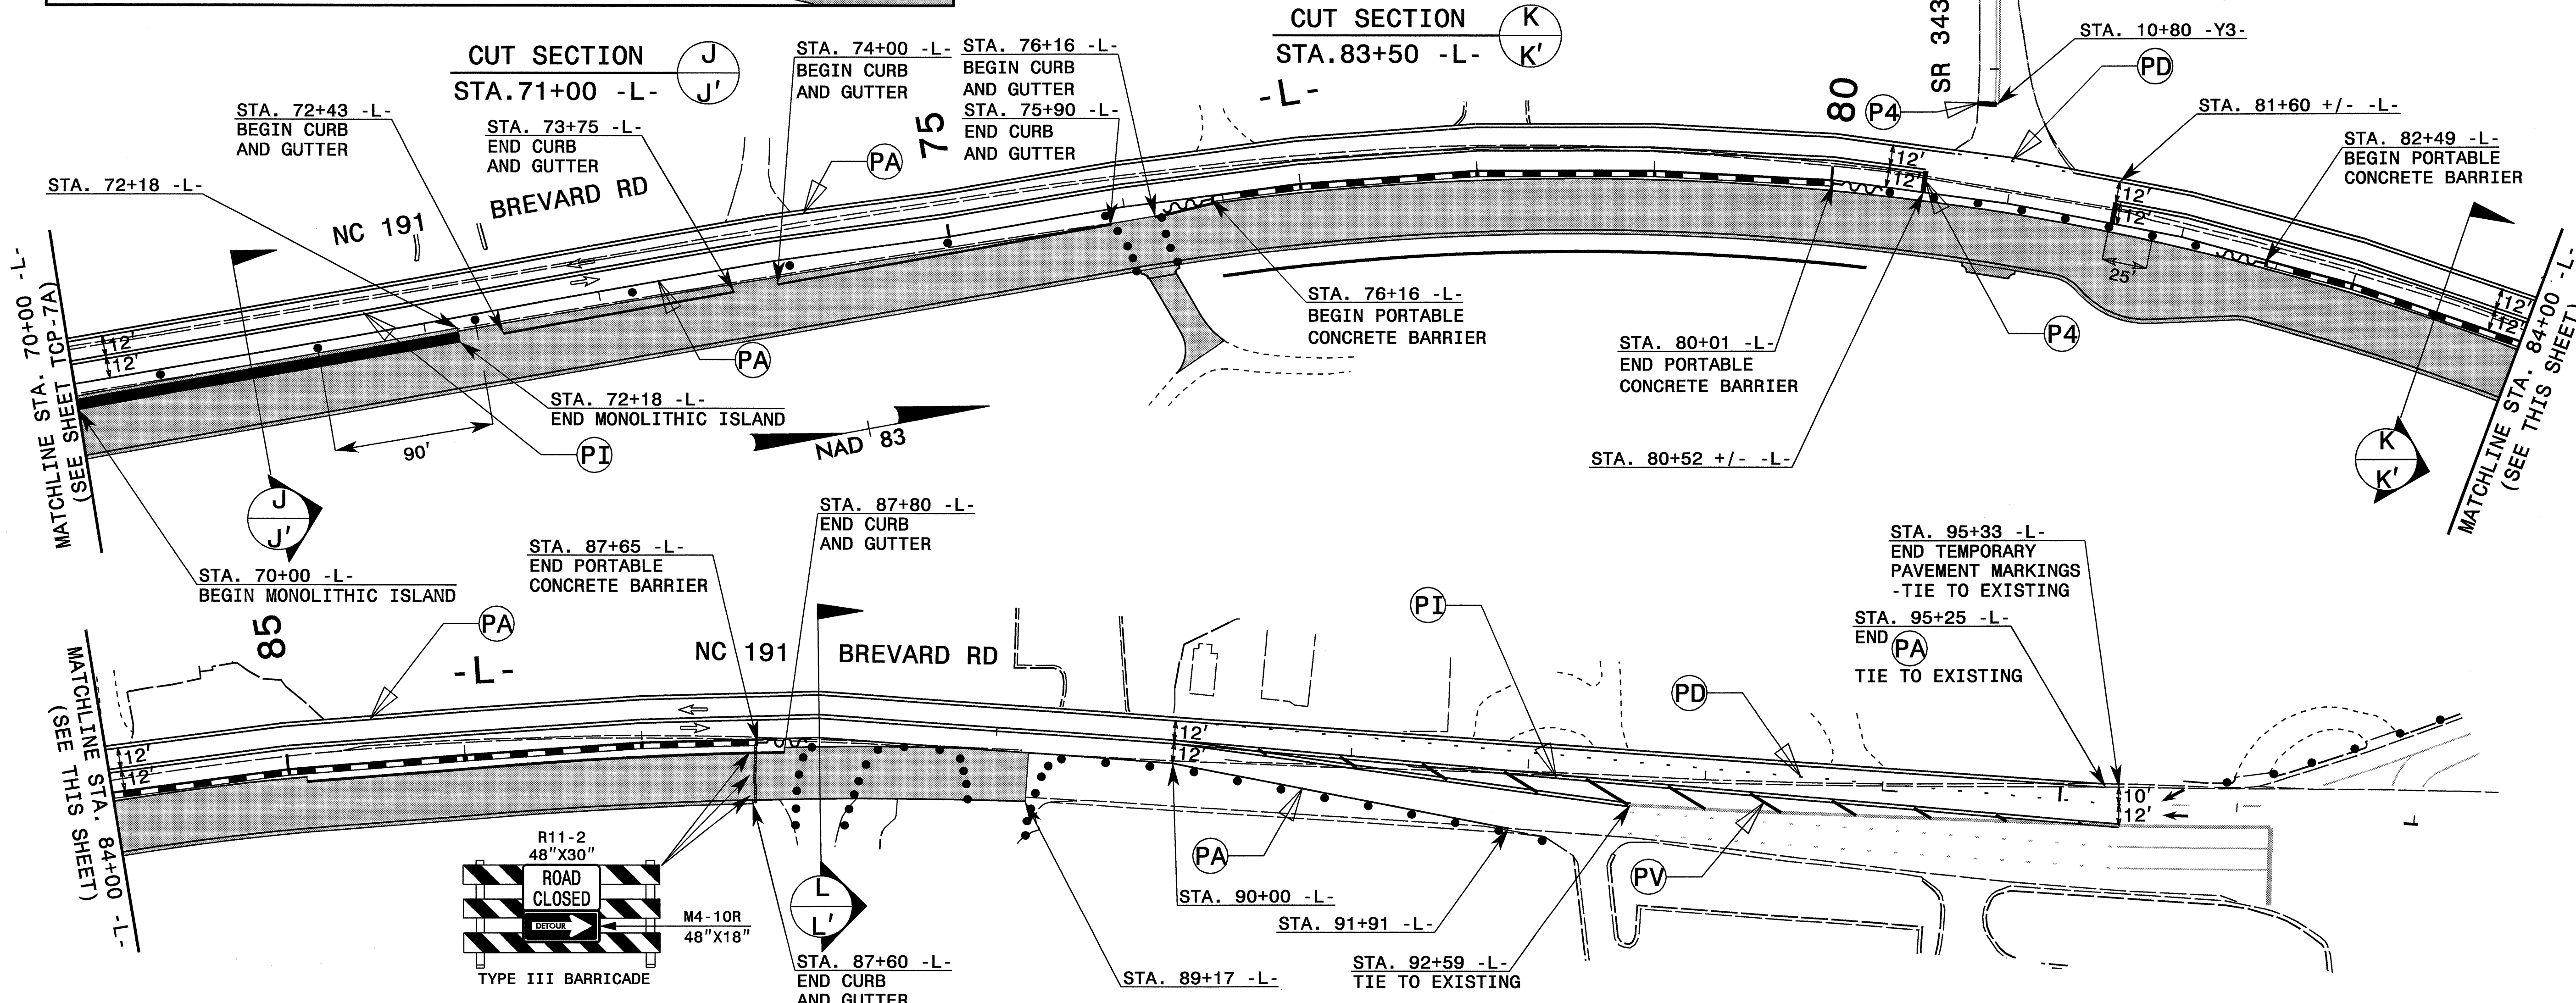 CUT SECTION
STA.71+00 -L-
J
J'
CUT SECTION
STA.83+50 -L-
K
K'
STA. 72+18 -L-
STA. 72+43 -L-
BEGIN CURB
AND GUTTER
STA. 73+75 -L-
END CURB
AND GUTTER
STA. 74+00 -L-
BEGIN CURB
AND GUTTER
STA. 76+16 -L-
BEGIN CURB
AND GUTTER
STA. 75+90 -L-
END CURB
AND GUTTER
75
PA
-L-
80
P4
SR 343
STA. 10+80 -Y3-
PD
STA. 81+60 +/- -L-
STA. 82+49 -L-
BEGIN PORTABLE
CONCRETE BARRIER
NC 191
BREVARD RD
MATCHLINE STA. 70+00 -L-
(SEE SHEET TCP-7A)
12'
12'
12'
12'
12'
12'
12'
12'
25'
90'
PA
PI
STA. 72+18 -L-
END MONOLITHIC ISLAND
NAD 83
STA. 76+16 -L-
BEGIN PORTABLE
CONCRETE BARRIER
STA. 80+01 -L-
END PORTABLE
CONCRETE BARRIER
P4
STA. 80+52 +/- -L-
K
K'
MATCHLINE STA. 84+00 -L-
(SEE THIS SHEET)
J
J'
STA. 70+00 -L-
BEGIN MONOLITHIC ISLAND
STA. 87+65 -L-
END PORTABLE
CONCRETE BARRIER
STA. 87+80 -L-
END CURB
AND GUTTER
85
PA
-L-
NC 191
BREVARD RD
PI
PD
STA. 95+33 -L-
END TEMPORARY
PAVEMENT MARKINGS
-TIE TO EXISTING
STA. 95+25 -L-
END PA
TIE TO EXISTING
MATCHLINE STA. 84+00 -L-
(SEE THIS SHEET)
12'
12'
12'
12'
10'
12'
R11-2
48"X30"
ROAD
CLOSED
DETOUR
M4-10R
48"X18"
TYPE III BARRICADE
L
L'
PA
PV
STA. 90+00 -L-
STA. 91+91 -L-
STA. 87+60 -L-
END CURB
AND GUTTER
STA. 89+17 -L-
STA. 92+59 -L-
TIE TO EXISTING